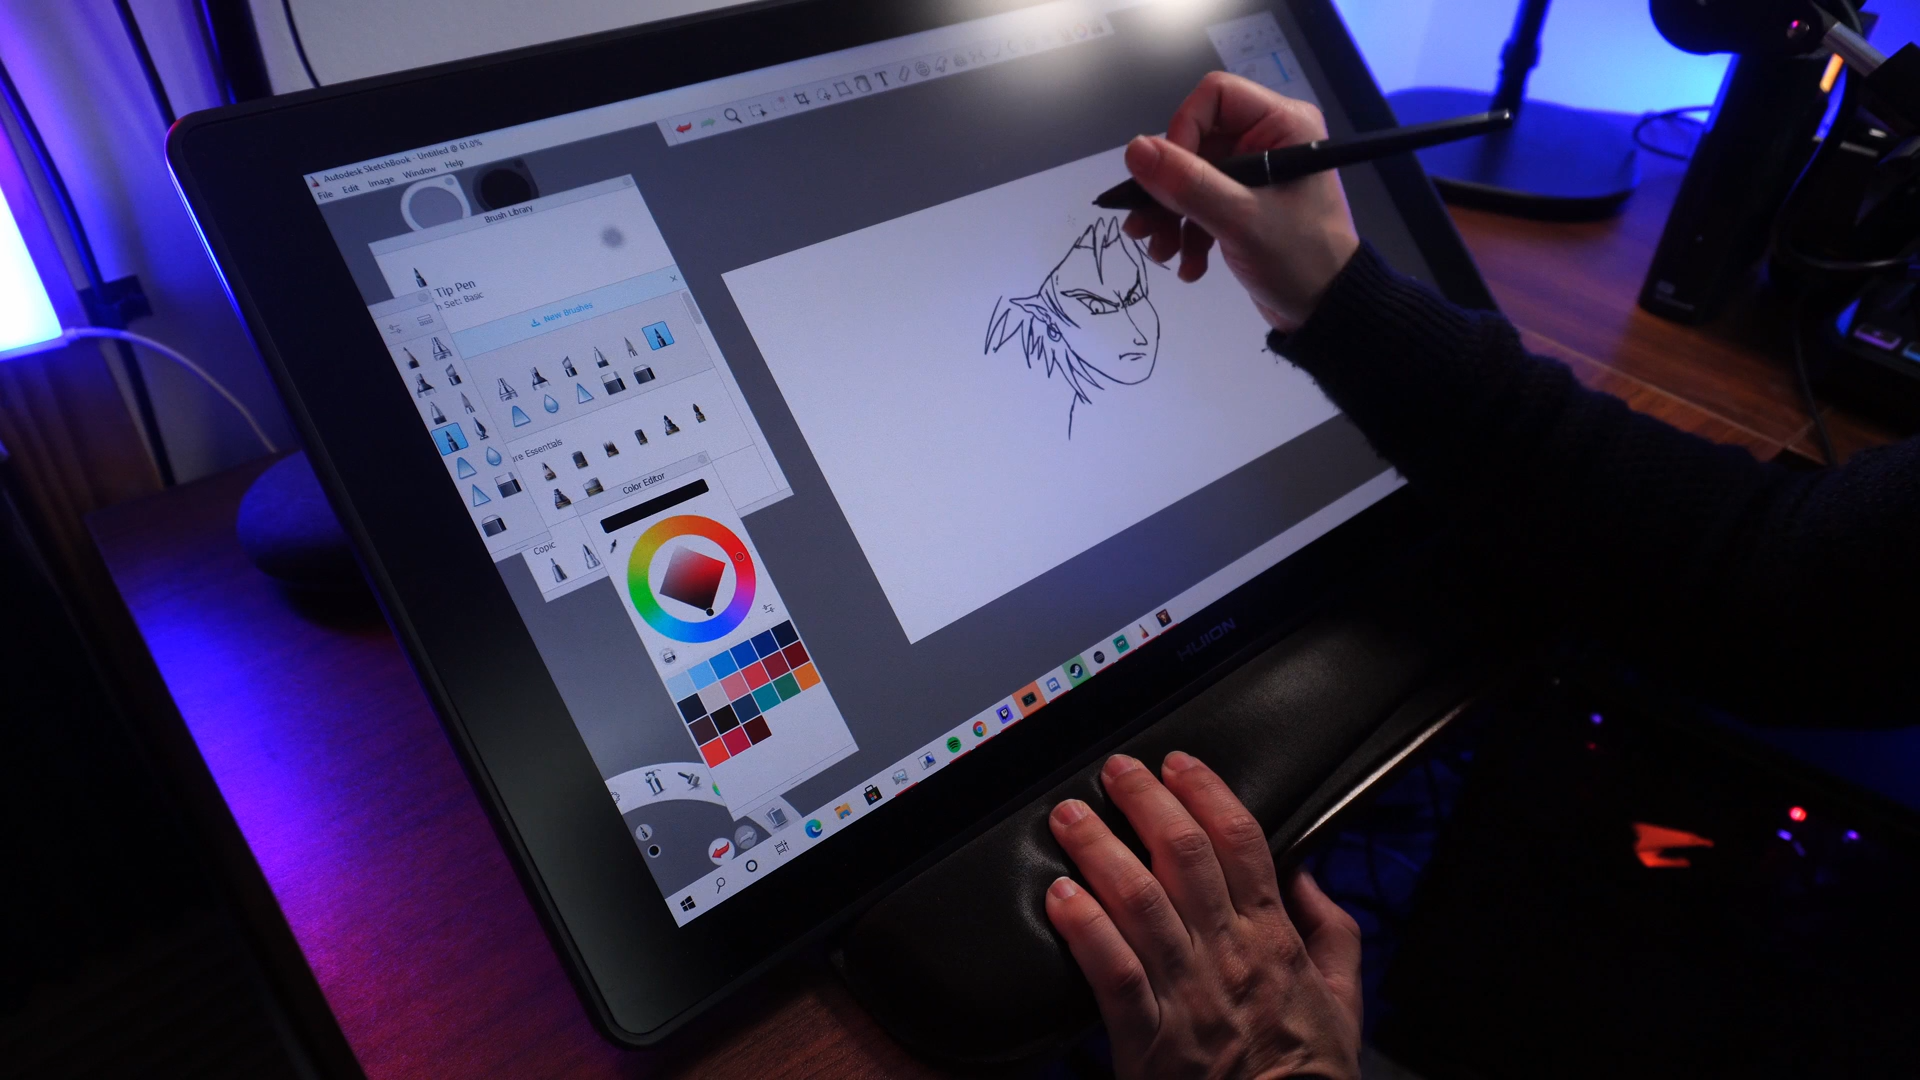 Autodesk SketchBook - Untitled @ 61.0%
File Edit Image Window Help
Brush Library
Tip Pen
h Set: Basic
New Brushes
re Essentials
Color Editor
Copic
T
HUION